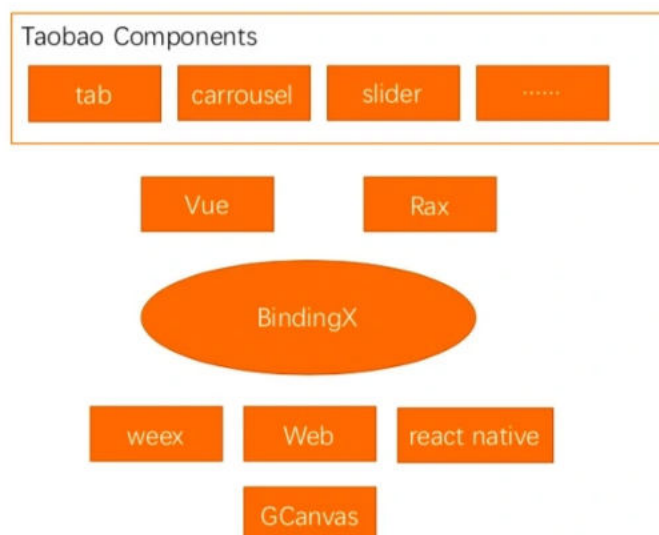 Taobao Components
tab carrousel slider ······
Vue Rax
BindingX
weex Web react native
GCanvas